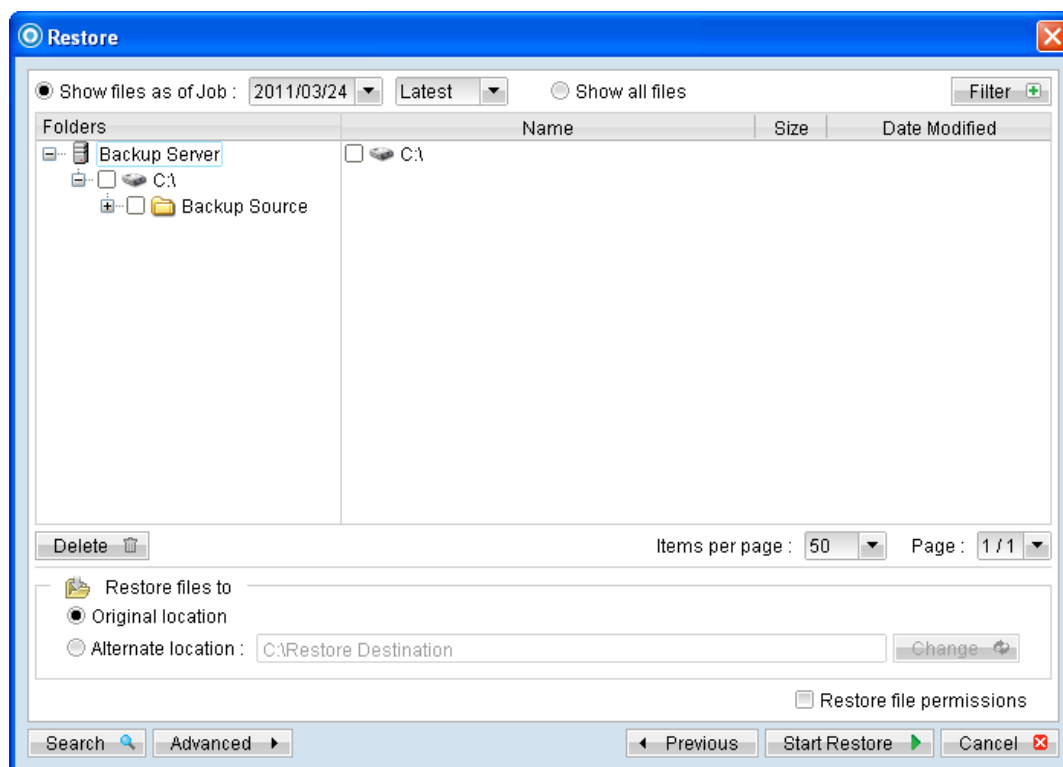 Restore
Show files as of Job : 2011/03/24 Latest Show all files Filter
Folders Name Size Date Modified
Backup Server C:\
C:\
Backup Source
Delete Items per page : 50 Page : 1 / 1
Restore files to
Original location
Alternate location : C:\Restore Destination Change
Restore file permissions
Search Advanced Previous Start Restore Cancel